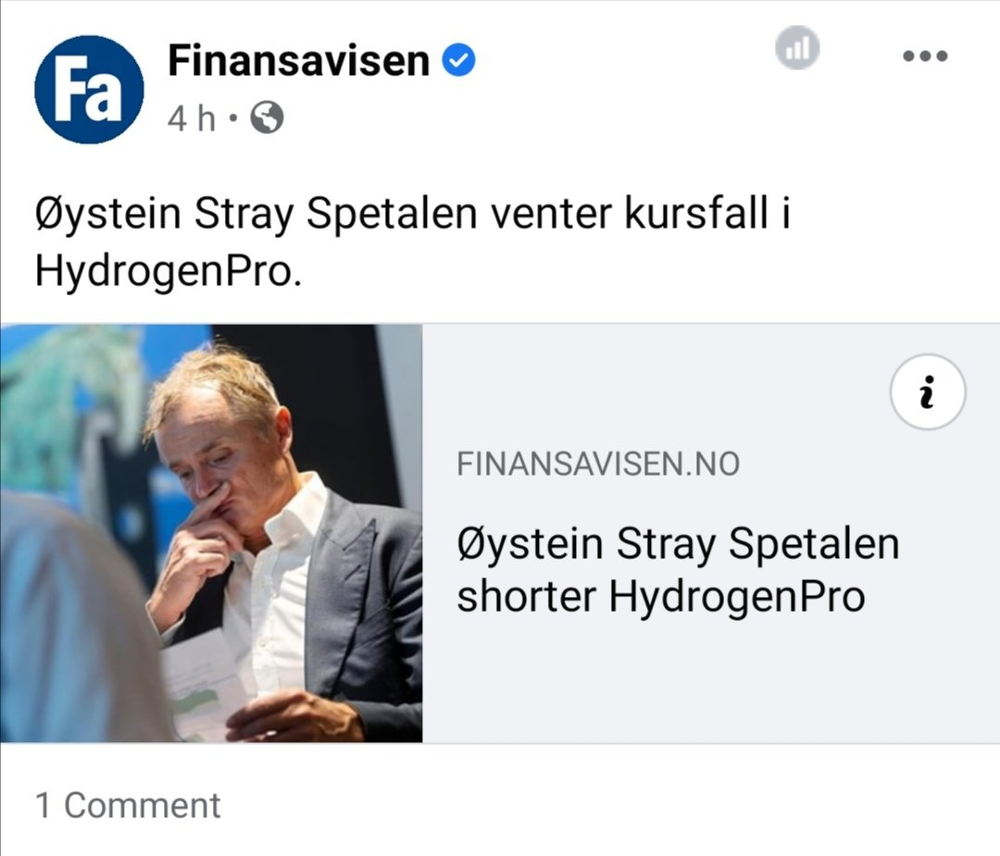 Fa
Finansavisen
4 h •
Øystein Stray Spetalen venter kursfall i
HydrogenPro.
i
FINANSAVISEN.NO
Øystein Stray Spetalen
shorter HydrogenPro
1 Comment